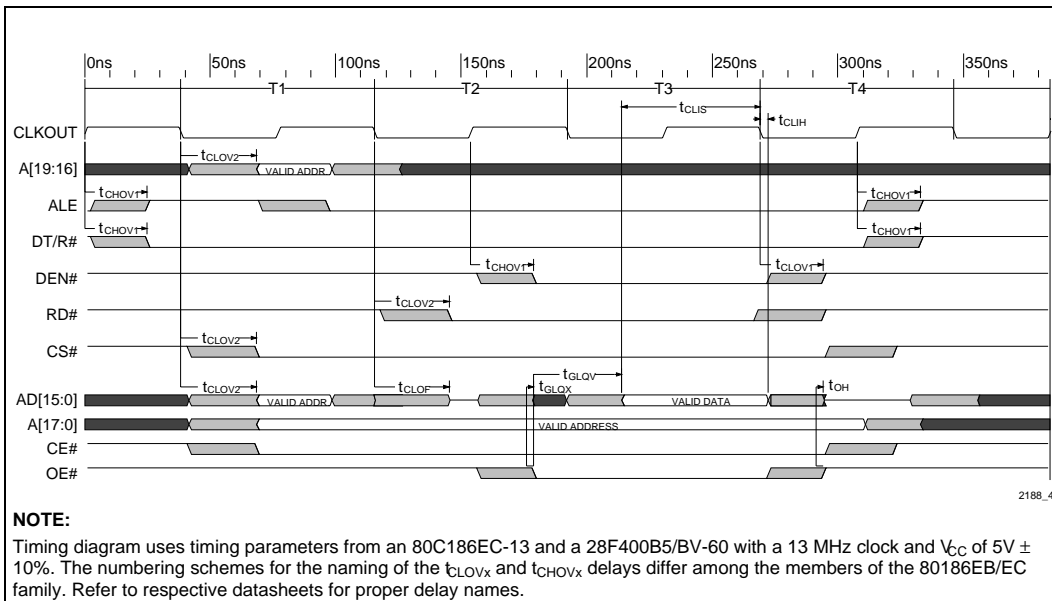 0ns 50ns 100ns 150ns 200ns 250ns 300ns 350ns
T1 T2 T3 T4
tCLIS
CLKOUT tCLIH
tCLOV2
A[19:16] VALID ADDR
tCHOV1 tCHOV1
ALE
tCHOV1 tCHOV1
DT/R#
tCHOV1 tCLOV1
DEN#
tCLOV2
RD#
tCLOV2
CS#
tGLQV
tCLOV2 tCLOF tGLQX tOH
AD[15:0] VALID ADDR VALID DATA
A[17:0] VALID ADDRESS
CE#
OE#
2188_4
NOTE:
Timing diagram uses timing parameters from an 80C186EC-13 and a 28F400B5/BV-60 with a 13 MHz clock and VCC of 5V ±
10%. The numbering schemes for the naming of the tCLOVx and tCHOVx delays differ among the members of the 80186EB/EC
family. Refer to respective datasheets for proper delay names.